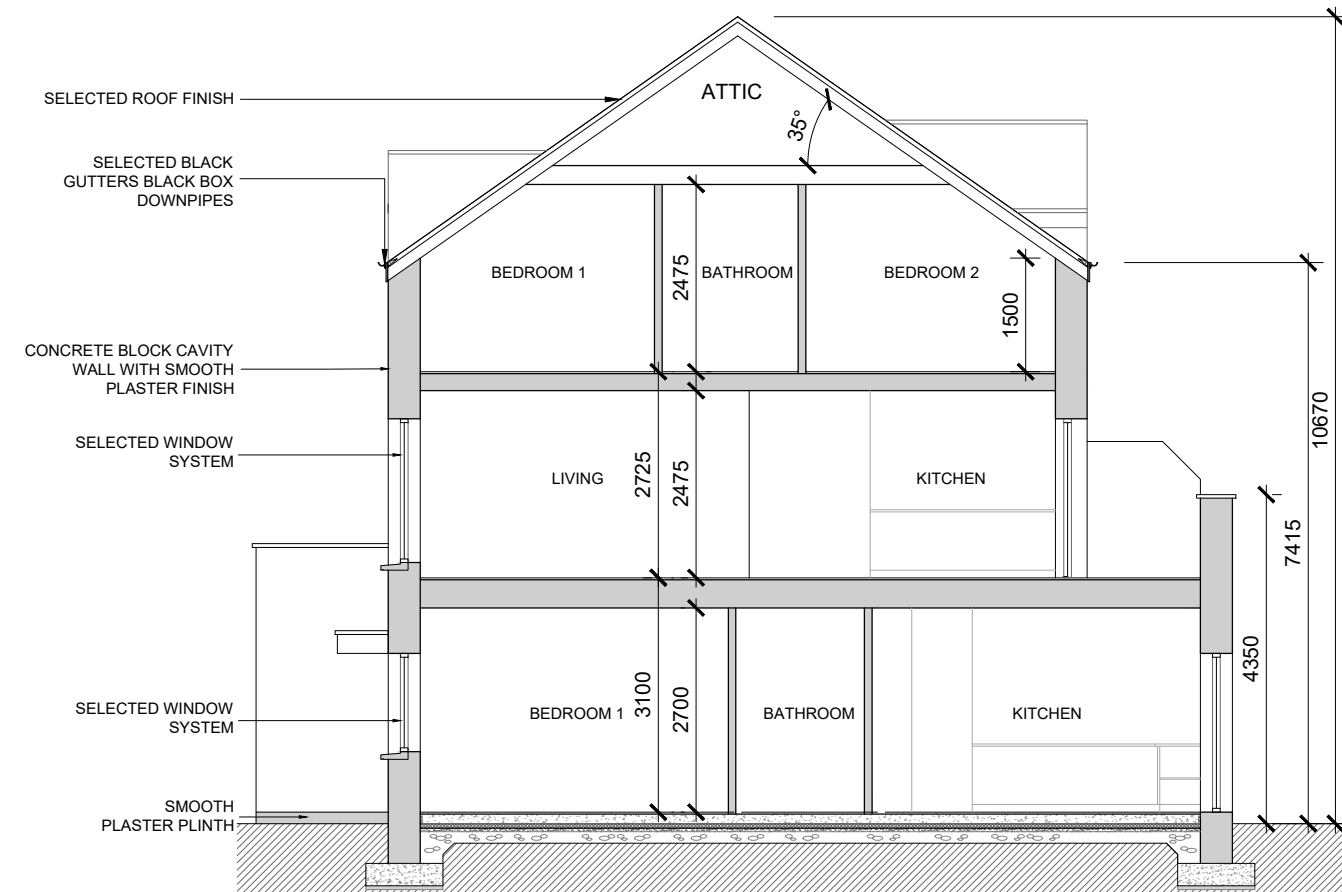 SELECTED ROOF FINISH
SELECTED BLACK
GUTTERS BLACK BOX
DOWNPIPES
CONCRETE BLOCK CAVITY
WALL WITH SMOOTH
PLASTER FINISH
SELECTED WINDOW
SYSTEM
SELECTED WINDOW
SYSTEM
SMOOTH
PLASTER PLINTH
ATTIC
35°
BEDROOM 1
2475
BATHROOM
BEDROOM 2
1500
LIVING
2725
2475
KITCHEN
BEDROOM 1
3100
2700
BATHROOM
KITCHEN
4350
7415
10670